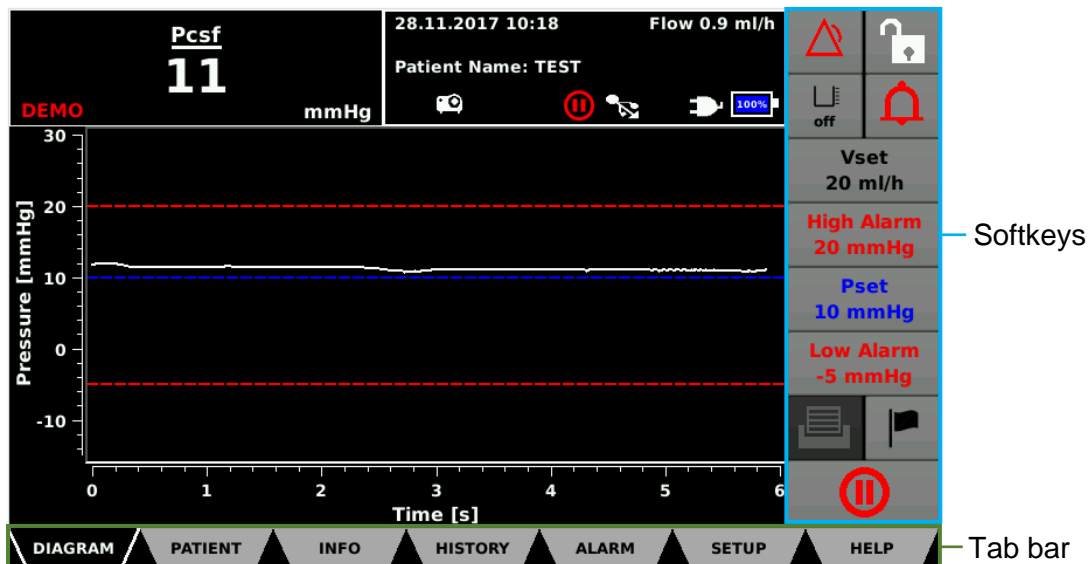 Pcsf
11
DEMO
mmHg
28.11.2017 10:18
Flow 0.9 ml/h
Patient Name: TEST
100%
off
Vset
20 ml/h
High Alarm
20 mmHg
Pset
10 mmHg
Low Alarm
-5 mmHg
Softkeys
Pressure [mmHg]
30
20
10
0
-10
0 1 2 3 4 5 6
Time [s]
DIAGRAM PATIENT INFO HISTORY ALARM SETUP HELP
Tab bar